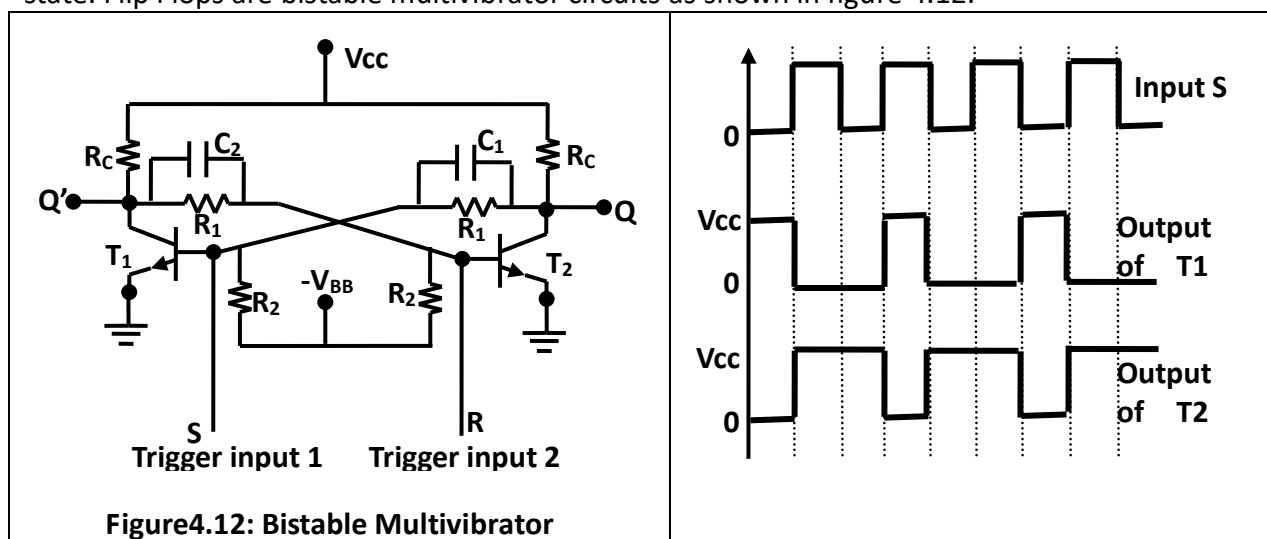 state. Flip Flops are bistable multivibrator circuits as shown in figure 4.12.
Vcc
RC
C2
C1
RC
Q’
R1
R1
Q
T1
-VBB
T2
R2
R2
S
R
Trigger input 1
Trigger input 2
Figure4.12: Bistable Multivibrator
Input S
0
Vcc
Output
of T1
0
Vcc
Output
of T2
0